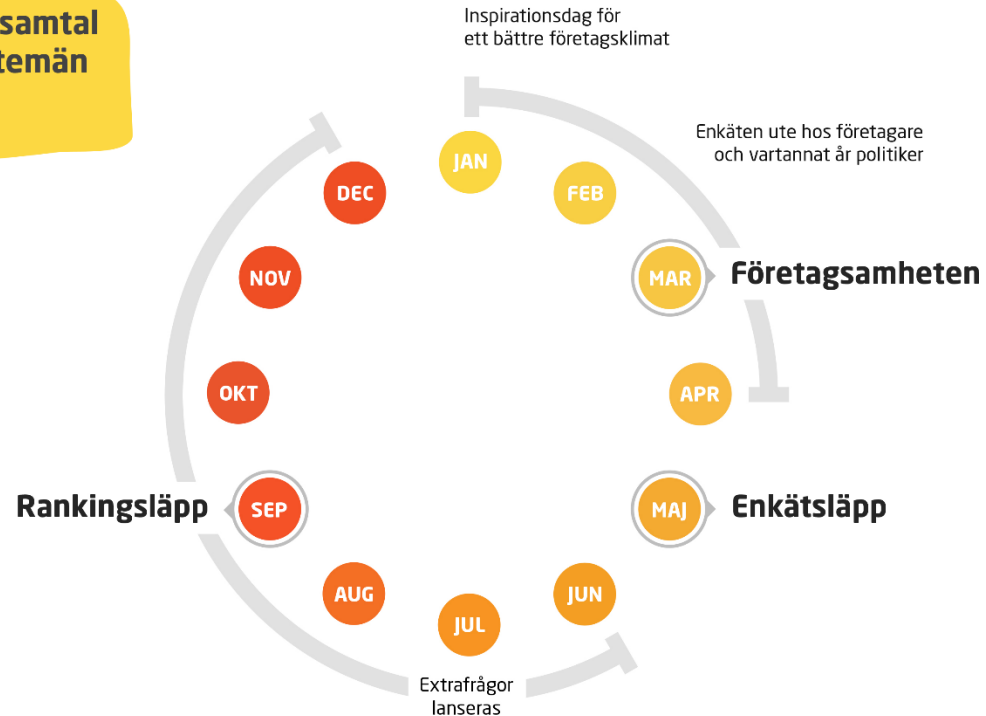 samtal
temän
Inspirationsdag för
ett bättre företagsklimat
Enkäten ute hos företagare
och vartannat år politiker
JAN
FEB
MAR
Företagsamheten
APR
MAJ
Enkätsläpp
JUN
JUL
Extrafrågor
lanseras
AUG
SEP
Rankingsläpp
OKT
NOV
DEC